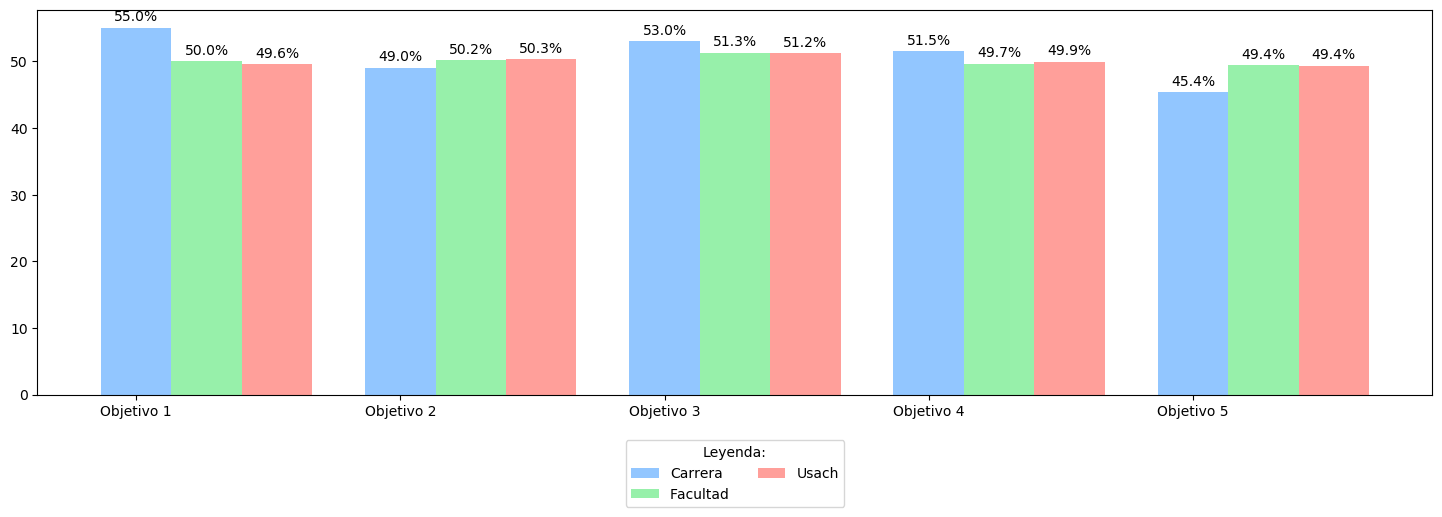 55.0%
50.0%
49.6%
49.0%
50.2%
50.3%
53.0%
51.3%
51.2%
51.5%
49.7%
49.9%
45.4%
49.4%
49.4%
50
40
30
20
10
0
Objetivo 1
Objetivo 2
Objetivo 3
Objetivo 4
Objetivo 5
Leyenda:
Carrera
Facultad
Usach